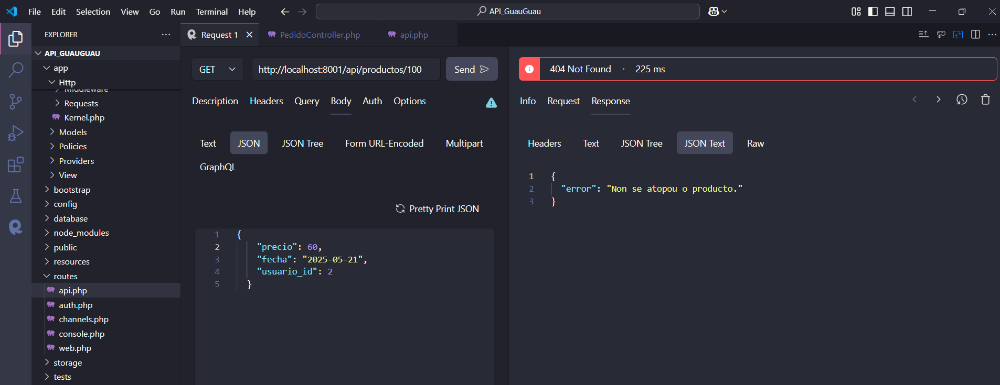 File Edit Selection View Go Run Terminal Help
API_GuauGuau
EXPLORER
Request 1
PedidoController.php
api.php
API_GUAUGUAU
app
Http
Middleware
Requests
Kernel.php
Models
Policies
Providers
View
bootstrap
config
database
node_modules
public
resources
routes
api.php
auth.php
channels.php
console.php
web.php
storage
tests
GET
http://localhost:8001/api/productos/100
Send
Description Headers Query Body Auth Options
Text JSON JSON Tree Form URL-Encoded Multipart
GraphQL
Pretty Print JSON
1 {
2 "precio": 60,
3 "fecha": "2025-05-21",
4 "usuario_id": 2
5 }
404 Not Found · 225 ms
Info Request Response
Headers Text JSON Tree JSON Text Raw
1 {
2 "error": "Non se atopou o producto."
3 }